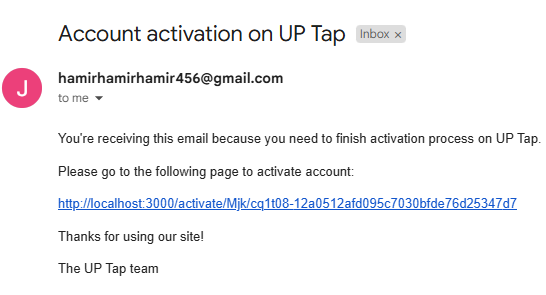 Account activation on UP Tap Inbox ×
J
hamirhamirhamir456@gmail.com
to me
You're receiving this email because you need to finish activation process on UP Tap.
Please go to the following page to activate account:
http://localhost:3000/activate/Mjk/cq1t08-12a0512afd095c7030bfde76d25347d7
Thanks for using our site!
The UP Tap team